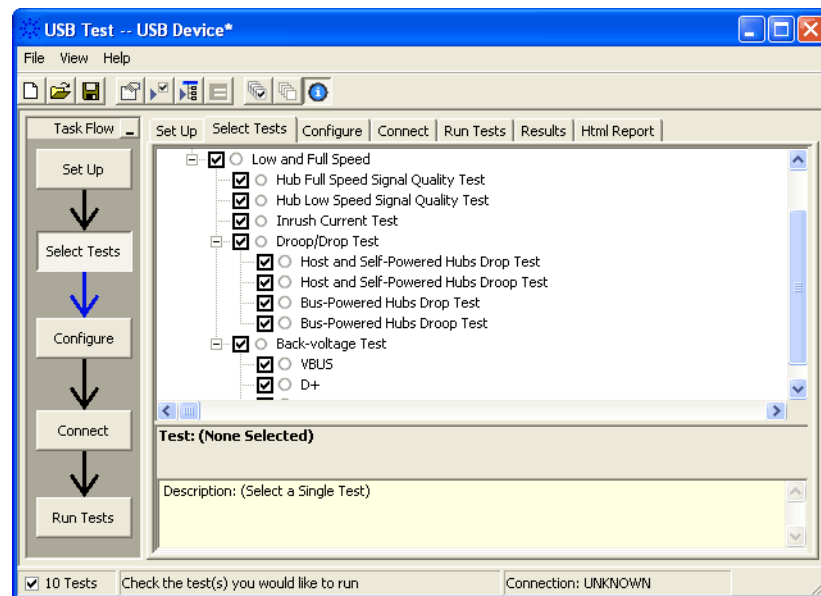 USB Test -- USB Device*
File View Help
Task Flow
Set Up
Select Tests
Configure
Connect
Run Tests
Set Up Select Tests Configure Connect Run Tests Results Html Report
Low and Full Speed
Hub Full Speed Signal Quality Test
Hub Low Speed Signal Quality Test
Inrush Current Test
Droop/Drop Test
Host and Self-Powered Hubs Drop Test
Host and Self-Powered Hubs Droop Test
Bus-Powered Hubs Drop Test
Bus-Powered Hubs Droop Test
Back-voltage Test
VBUS
D+
Test: (None Selected)
Description: (Select a Single Test)
10 Tests Check the test(s) you would like to run Connection: UNKNOWN